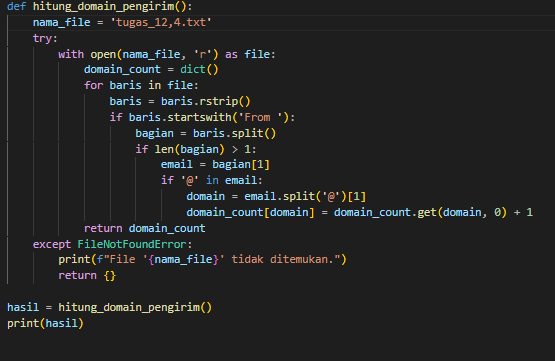 def hitung_domain_pengirim():
    nama_file = 'tugas_12,4.txt'
    try:
        with open(nama_file, 'r') as file:
            domain_count = dict()
            for baris in file:
                baris = baris.rstrip()
                if baris.startswith('From '):
                    bagian = baris.split()
                    if len(bagian) > 1:
                        email = bagian[1]
                        if '@' in email:
                            domain = email.split('@')[1]
                            domain_count[domain] = domain_count.get(domain, 0) + 1
            return domain_count
    except FileNotFoundError:
        print(f"File '{nama_file}' tidak ditemukan.")
        return {}

hasil = hitung_domain_pengirim()
print(hasil)